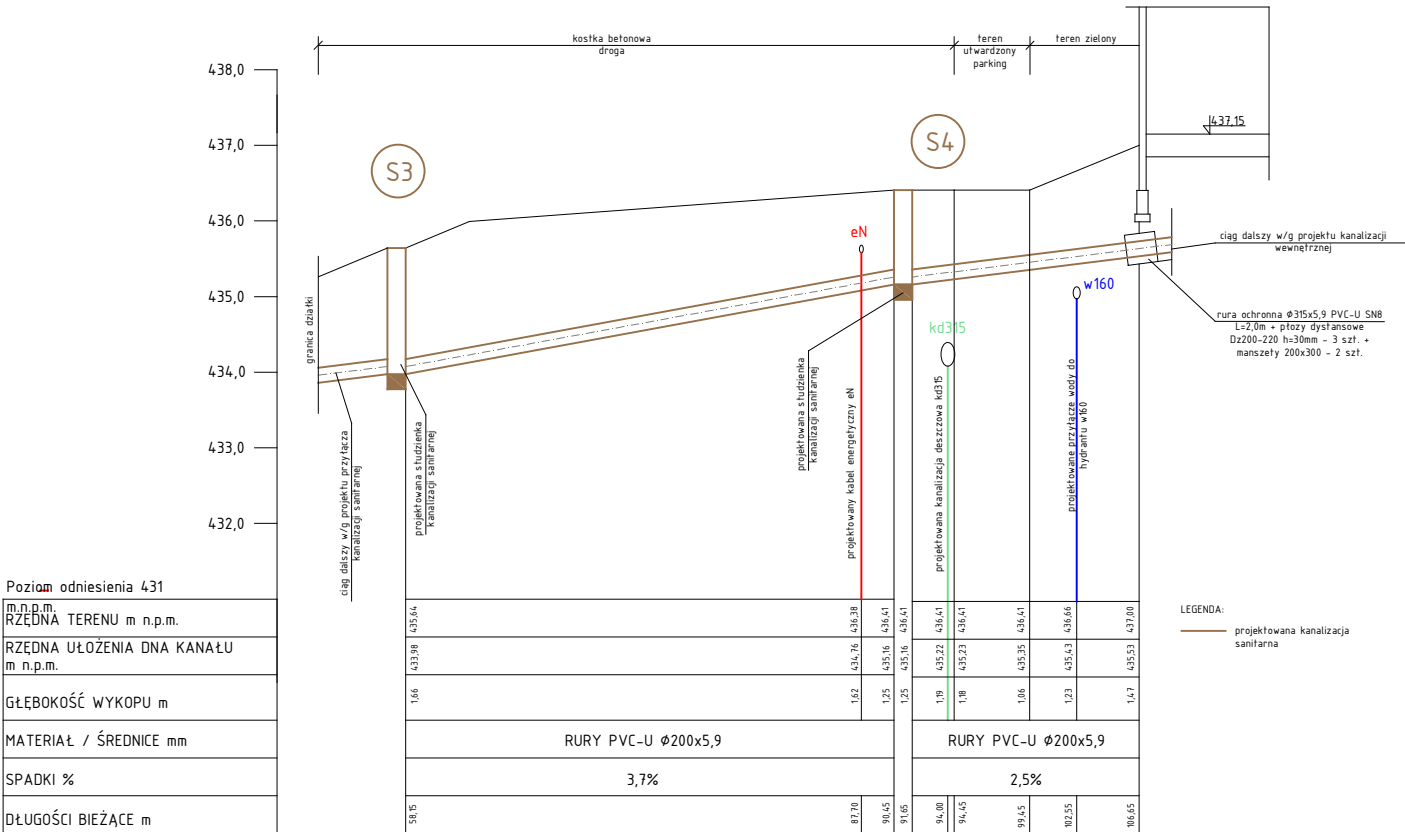 kostka betonowa
droga
teren
utwardzony
parking
teren zielony
438,0
437,0
436,0
435,0
434,0
433,0
432,0
S3
S4
437,15
eN
kd315
w160
ciąg dalszy w/g projektu kanalizacji
wewnętrznej
rura ochronna Φ315x5,9 PVC-U SN8
L=2,0m + płozy dystansowe
Dz200-220 h=30mm - 3 szt. +
manszety 200x300 - 2 szt.
granica działki
ciąg dalszy w/g projektu przyłącza
kanalizacji sanitarnej
projektowana studzienka
kanalizacji sanitarnej
projektowana studzienka
kanalizacji sanitarnej
projektowany kabel energetyczny eN
projektowana kanalizacja deszczowa kd315
projektowane przyłącze wody do
hydrantu w160
LEGENDA:
projektowana kanalizacja
sanitarna
Poziom odniesienia 431
m.n.p.m.
RZĘDNA TERENU m n.p.m.
435,64 436,38 436,41 436,41 436,41 436,41 436,41 436,66 437,00
RZĘDNA UŁOŻENIA DNA KANAŁU
m n.p.m.
433,98 434,76 435,16 435,16 435,22 435,23 435,35 435,43 435,53
GŁĘBOKOŚĆ WYKOPU m
1,66 1,62 1,25 1,25 1,19 1,18 1,06 1,23 1,47
MATERIAŁ / ŚREDNICE mm
RURY PVC-U Φ200x5,9
RURY PVC-U Φ200x5,9
SPADKI %
3,7%
2,5%
DŁUGOŚCI BIEŻĄCE m
58,15 87,70 90,45 91,65 94,00 94,45 99,45 102,55 106,65